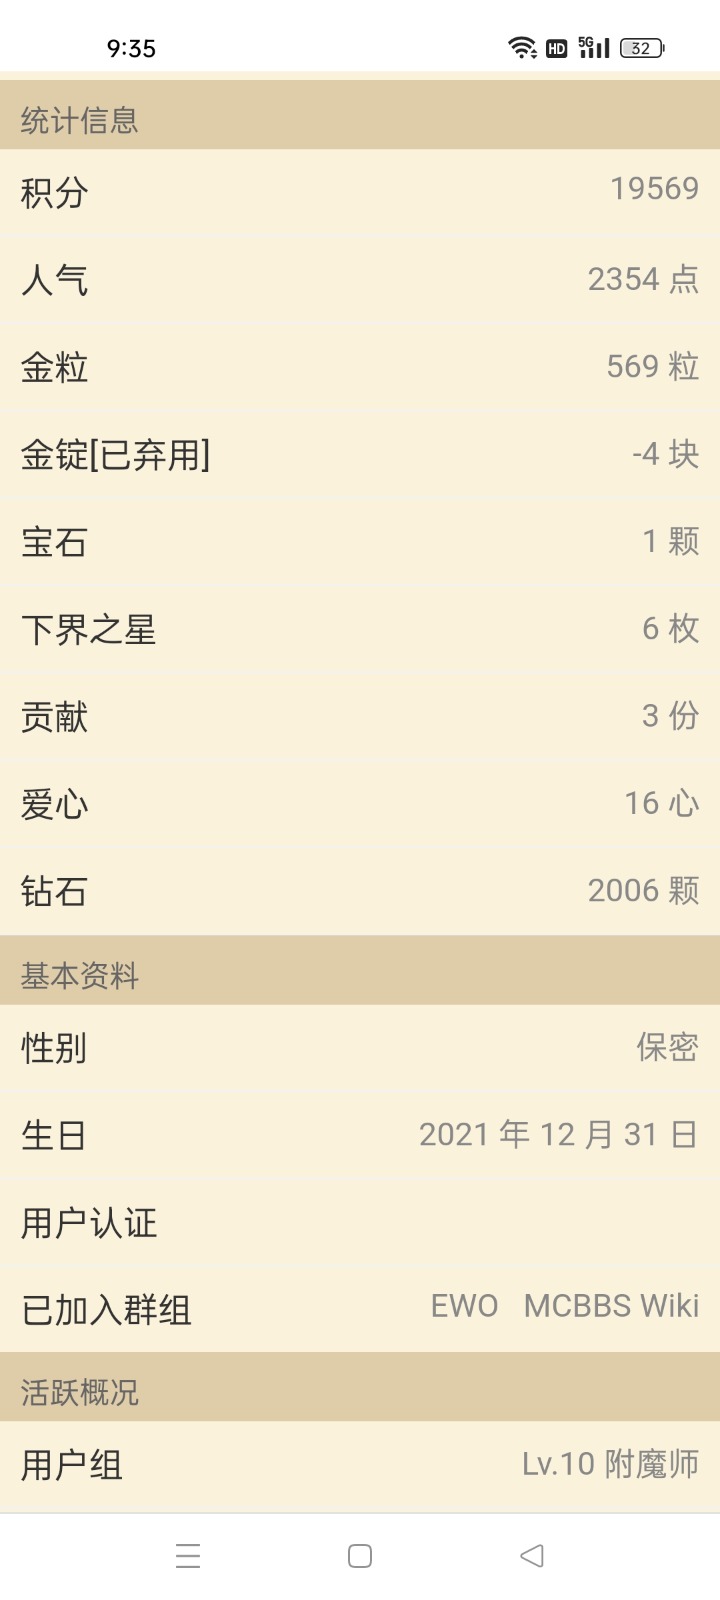 9:35 HD 5G 32
统计信息
积分 19569
人气 2354 点
金粒 569 粒
金锭[已弃用] -4 块
宝石 1 颗
下界之星 6 枚
贡献 3 份
爱心 16 心
钻石 2006 颗
基本资料
性别 保密
生日 2021 年 12 月 31 日
用户认证
已加入群组 EWO MCBBS Wiki
活跃概况
用户组 Lv.10 附魔师